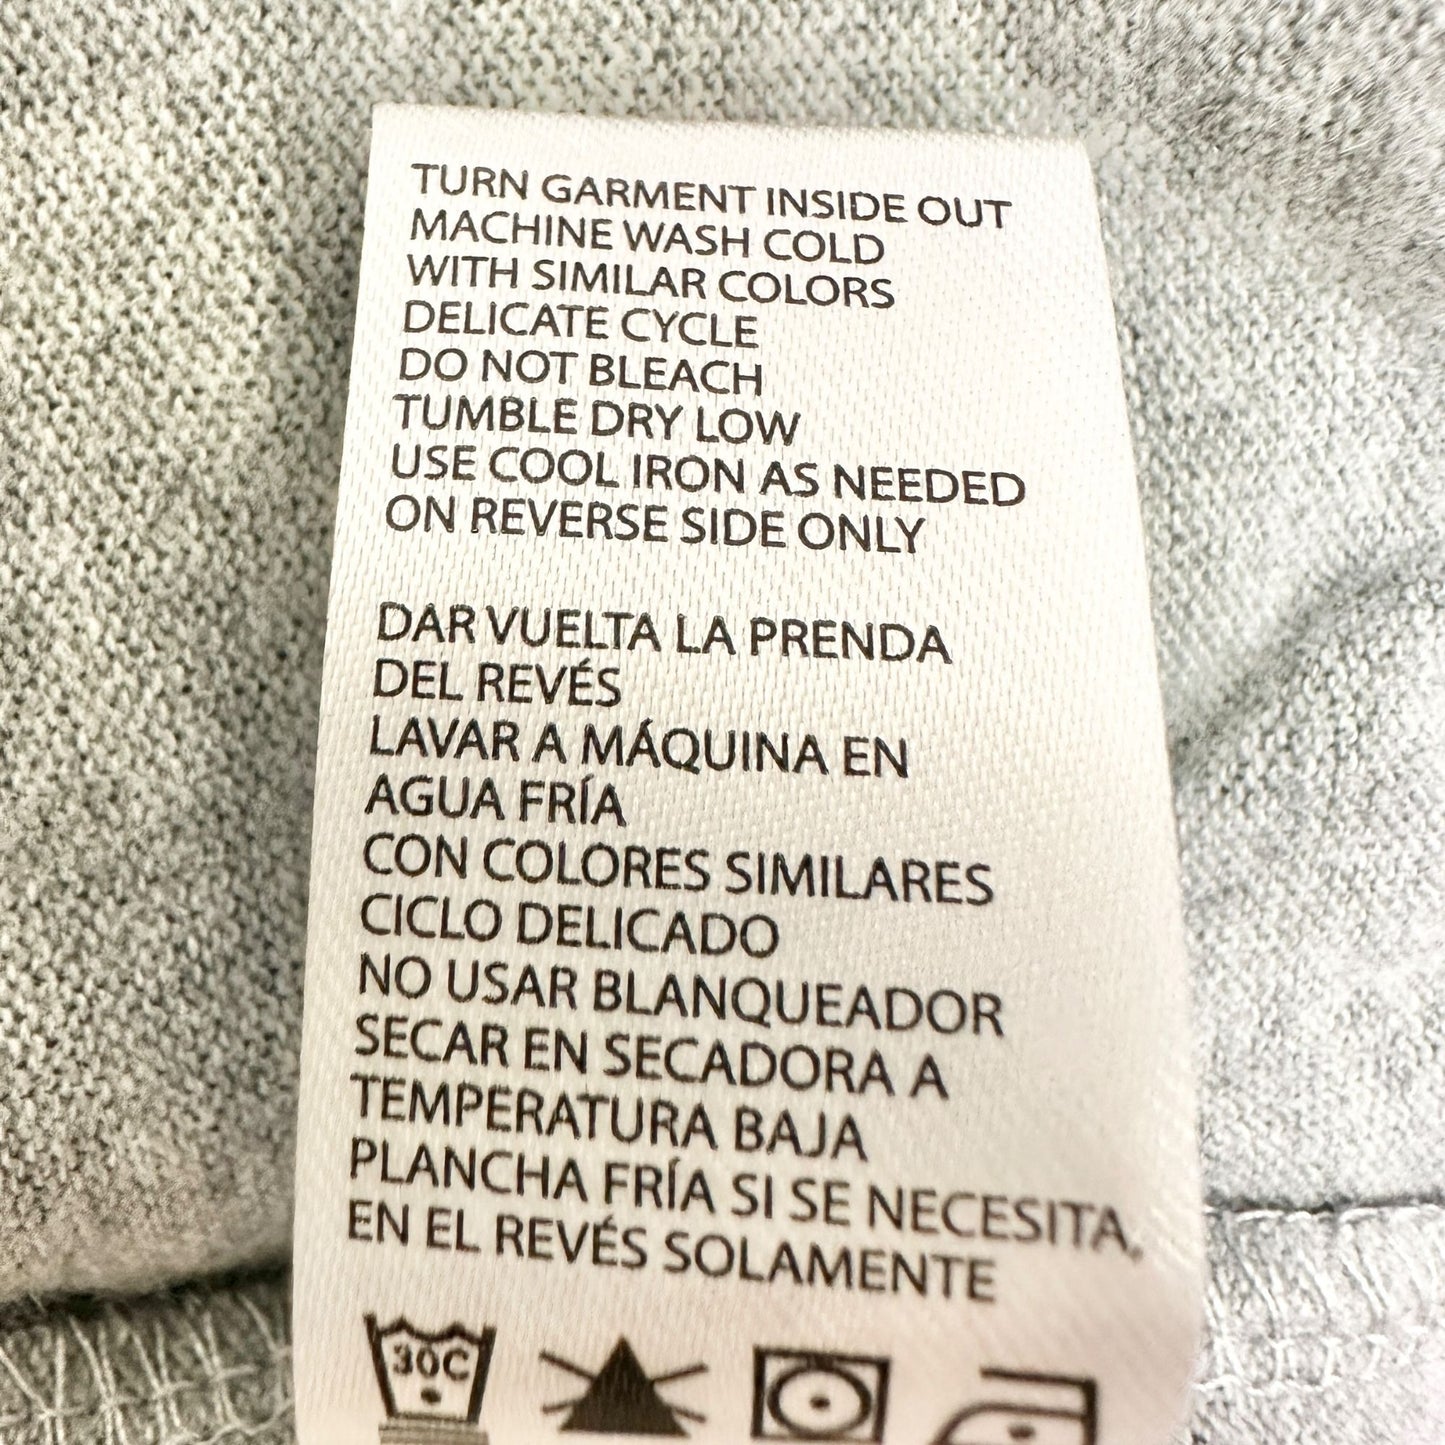 TURN GARMENT INSIDE OUT
MACHINE WASH COLD
WITH SIMILAR COLORS
DELICATE CYCLE
DO NOT BLEACH
TUMBLE DRY LOW
USE COOL IRON AS NEEDED
ON REVERSE SIDE ONLY
DAR VUELTA LA PRENDA
DEL REVÉS
LAVAR A MÁQUINA EN
AGUA FRÍA
CON COLORES SIMILARES
CICLO DELICADO
NO USAR BLANQUEADOR
SECAR EN SECADORA A
TEMPERATURA BAJA
PLANCHA FRÍA SI SE NECESITA,
EN EL REVÉS SOLAMENTE
30C